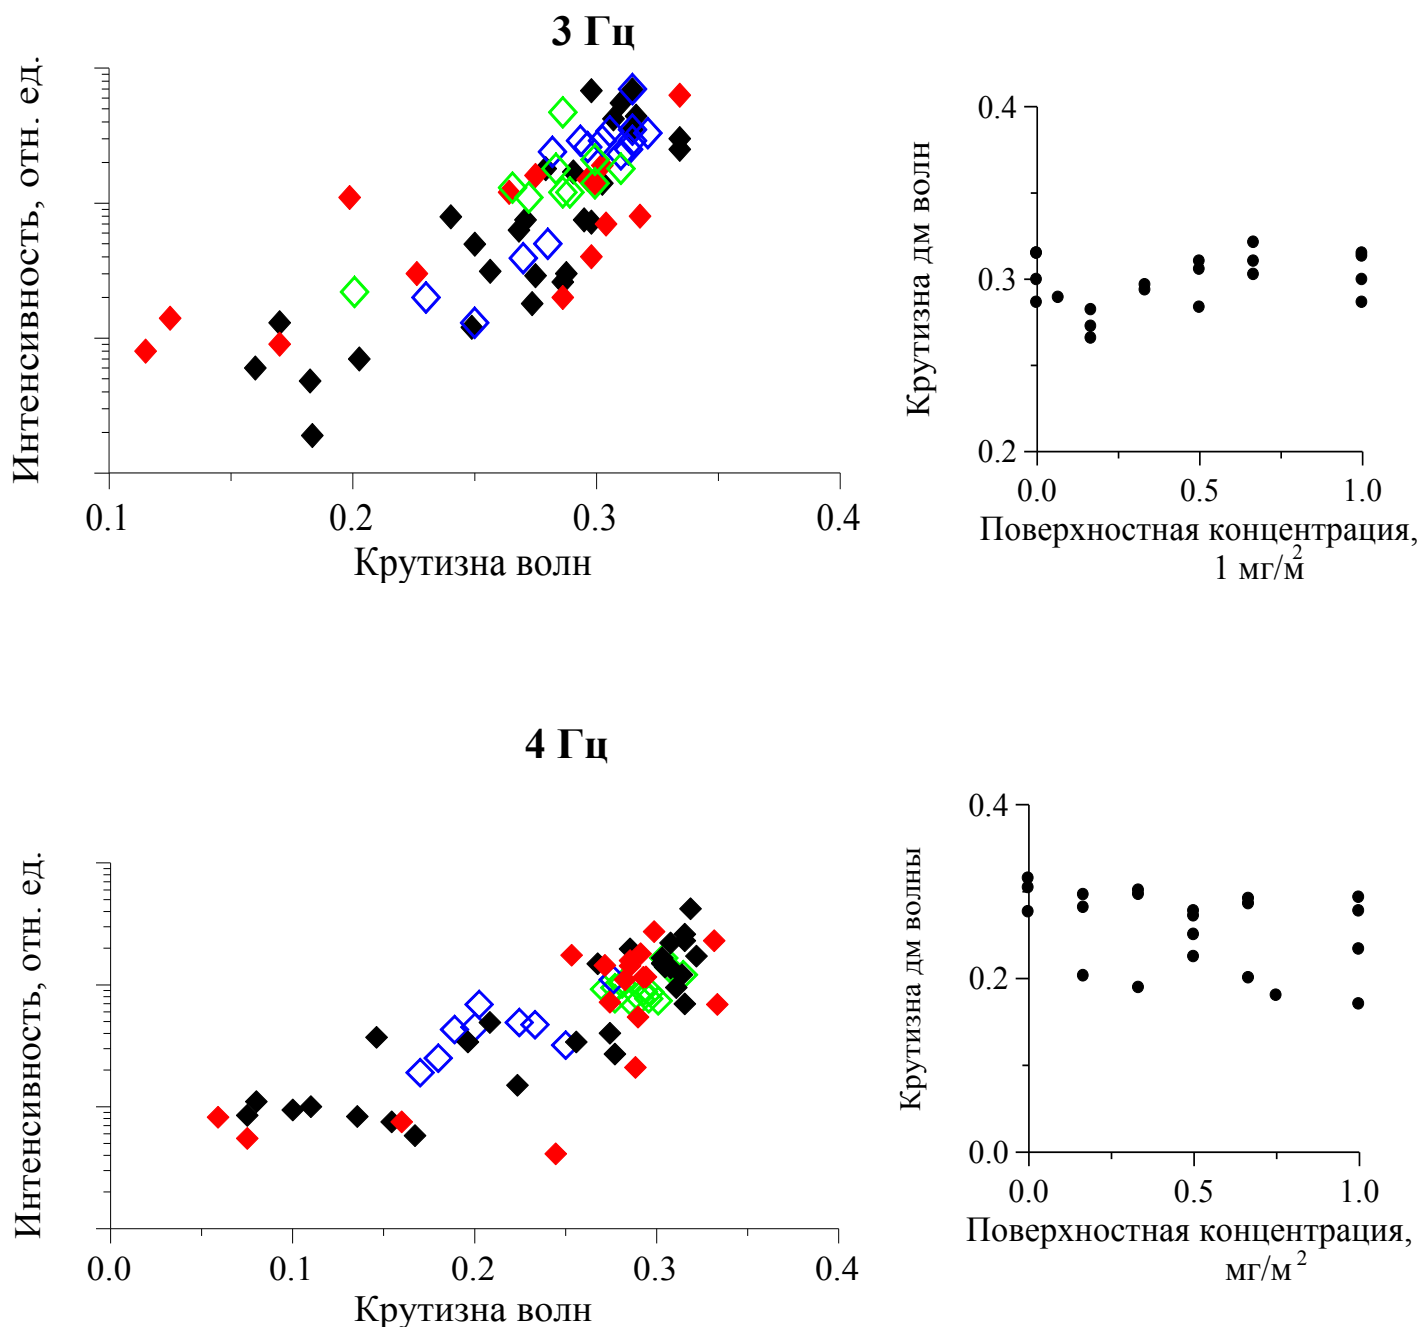 3 Гц
Интенсивность, отн. ед.
0.1 0.2 0.3 0.4
Крутизна волн
Крутизна дм волн
0.4
0.3
0.2
0.0 0.5 1.0
Поверхностная концентрация,
1 мг/м²
4 Гц
Интенсивность, отн. ед.
0.0 0.1 0.2 0.3 0.4
Крутизна волн
Крутизна дм волны
0.4
0.2
0.0
0.0 0.5 1.0
Поверхностная концентрация,
мг/м²